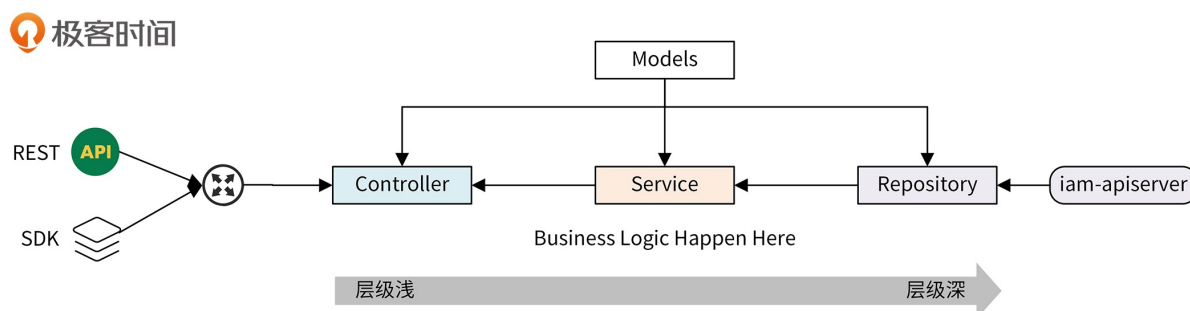 极客时间
Models
REST
API
Controller
Service
Repository
iam-apiserver
SDK
Business Logic Happen Here
层级浅
层级深